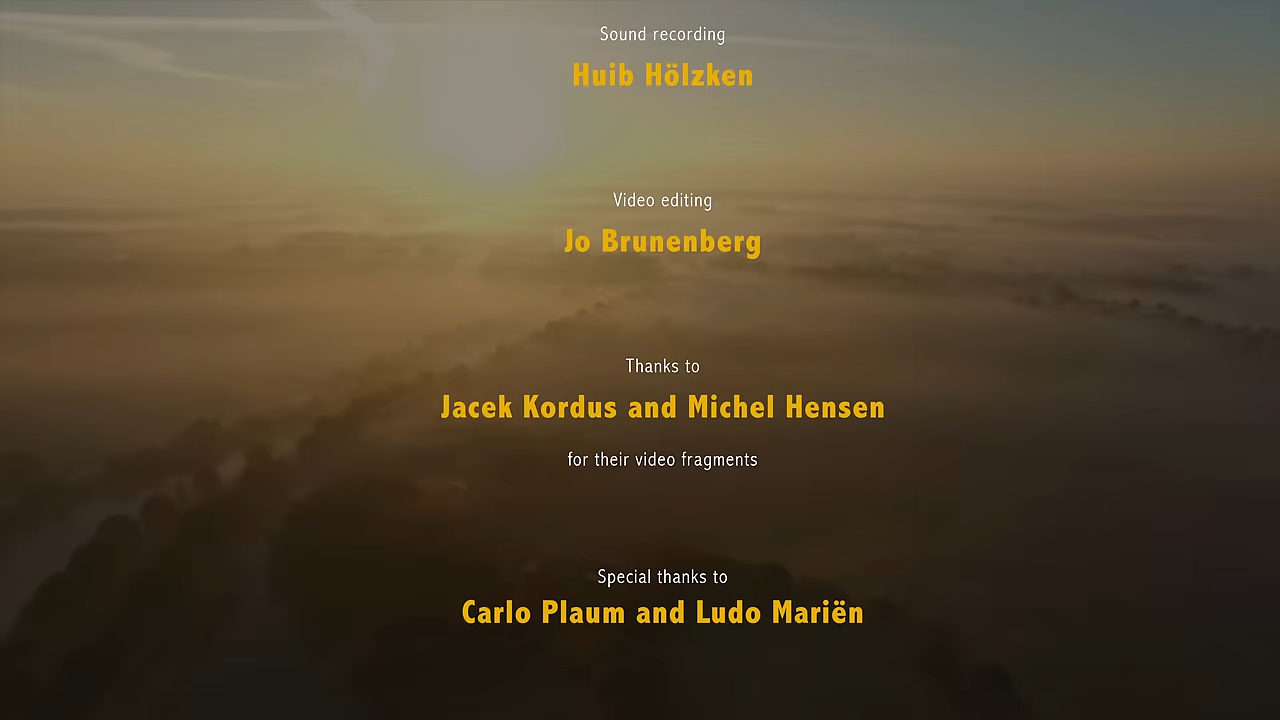 Sound recording
Huib Hölzken
Video editing
Jo Brunenberg
Thanks to
Jacek Kordus and Michel Hensen
for their video fragments
Special thanks to
Carlo Plaum and Ludo Mariën